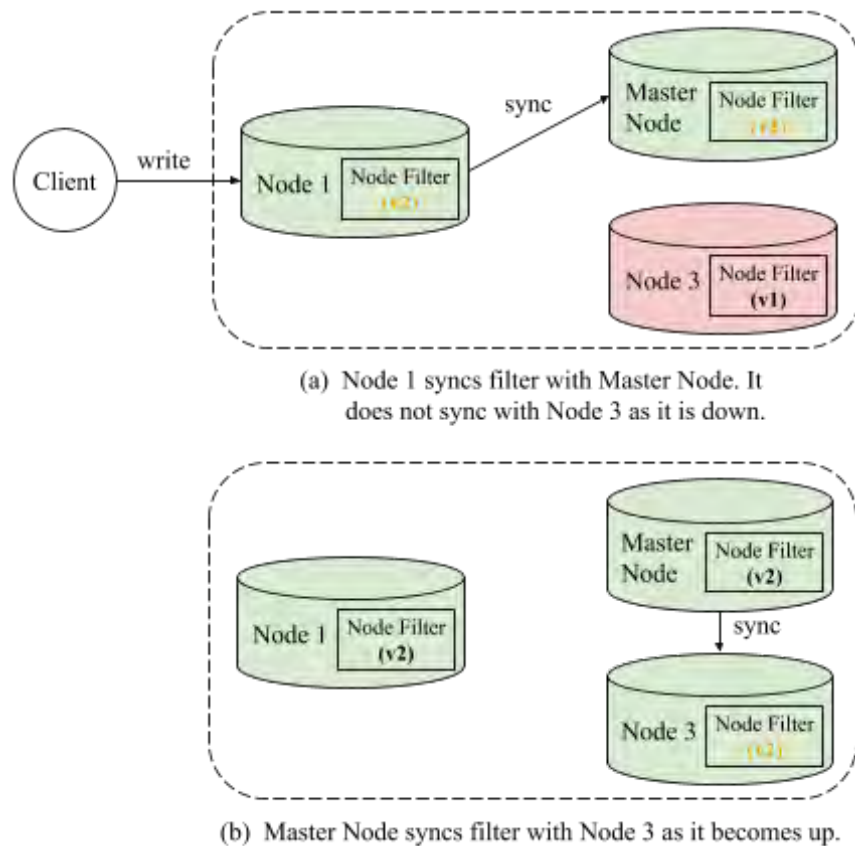 sync
Master
Node
Node Filter
(v2)
Client
write
Node 1
Node Filter
(v2)
Node 3
Node Filter
(v1)
(a) Node 1 syncs filter with Master Node. It
does not sync with Node 3 as it is down.
Master
Node
Node Filter
(v2)
Node 1
Node Filter
(v2)
sync
Node 3
Node Filter
(v2)
(b) Master Node syncs filter with Node 3 as it becomes up.